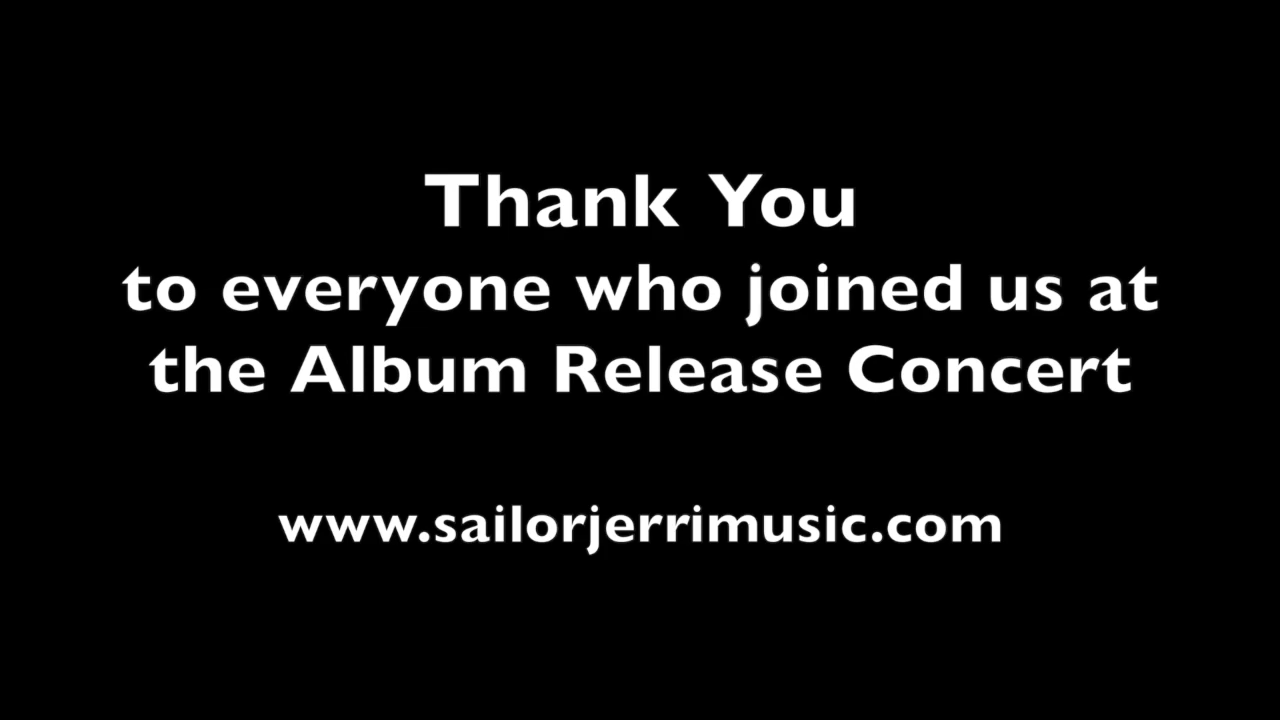 Thank You
to everyone who joined us at
the Album Release Concert
www.sailorjerrimusic.com